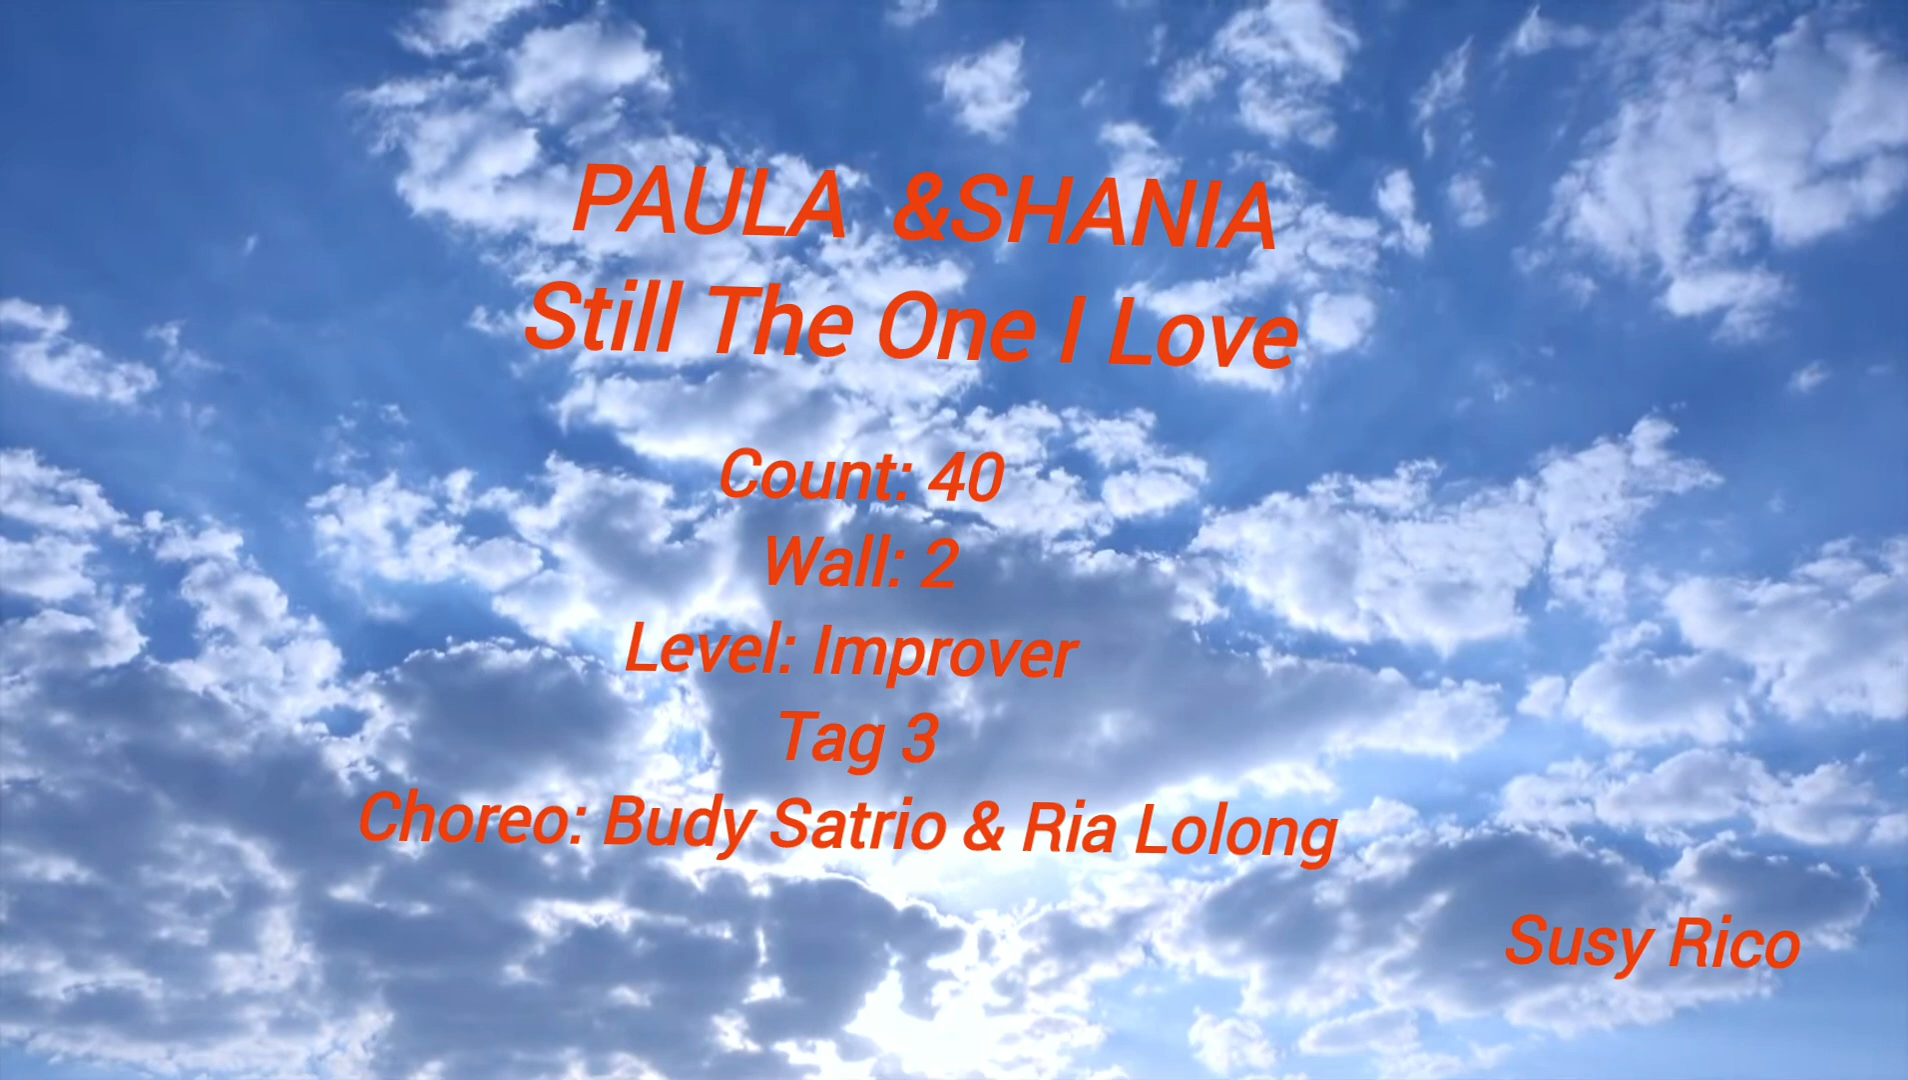 PAULA &SHANIA
Still The One I Love
Count: 40
Wall: 2
Level: Improver
Tag 3
Choreo: Budy Satrio & Ria Lolong
Susy Rico